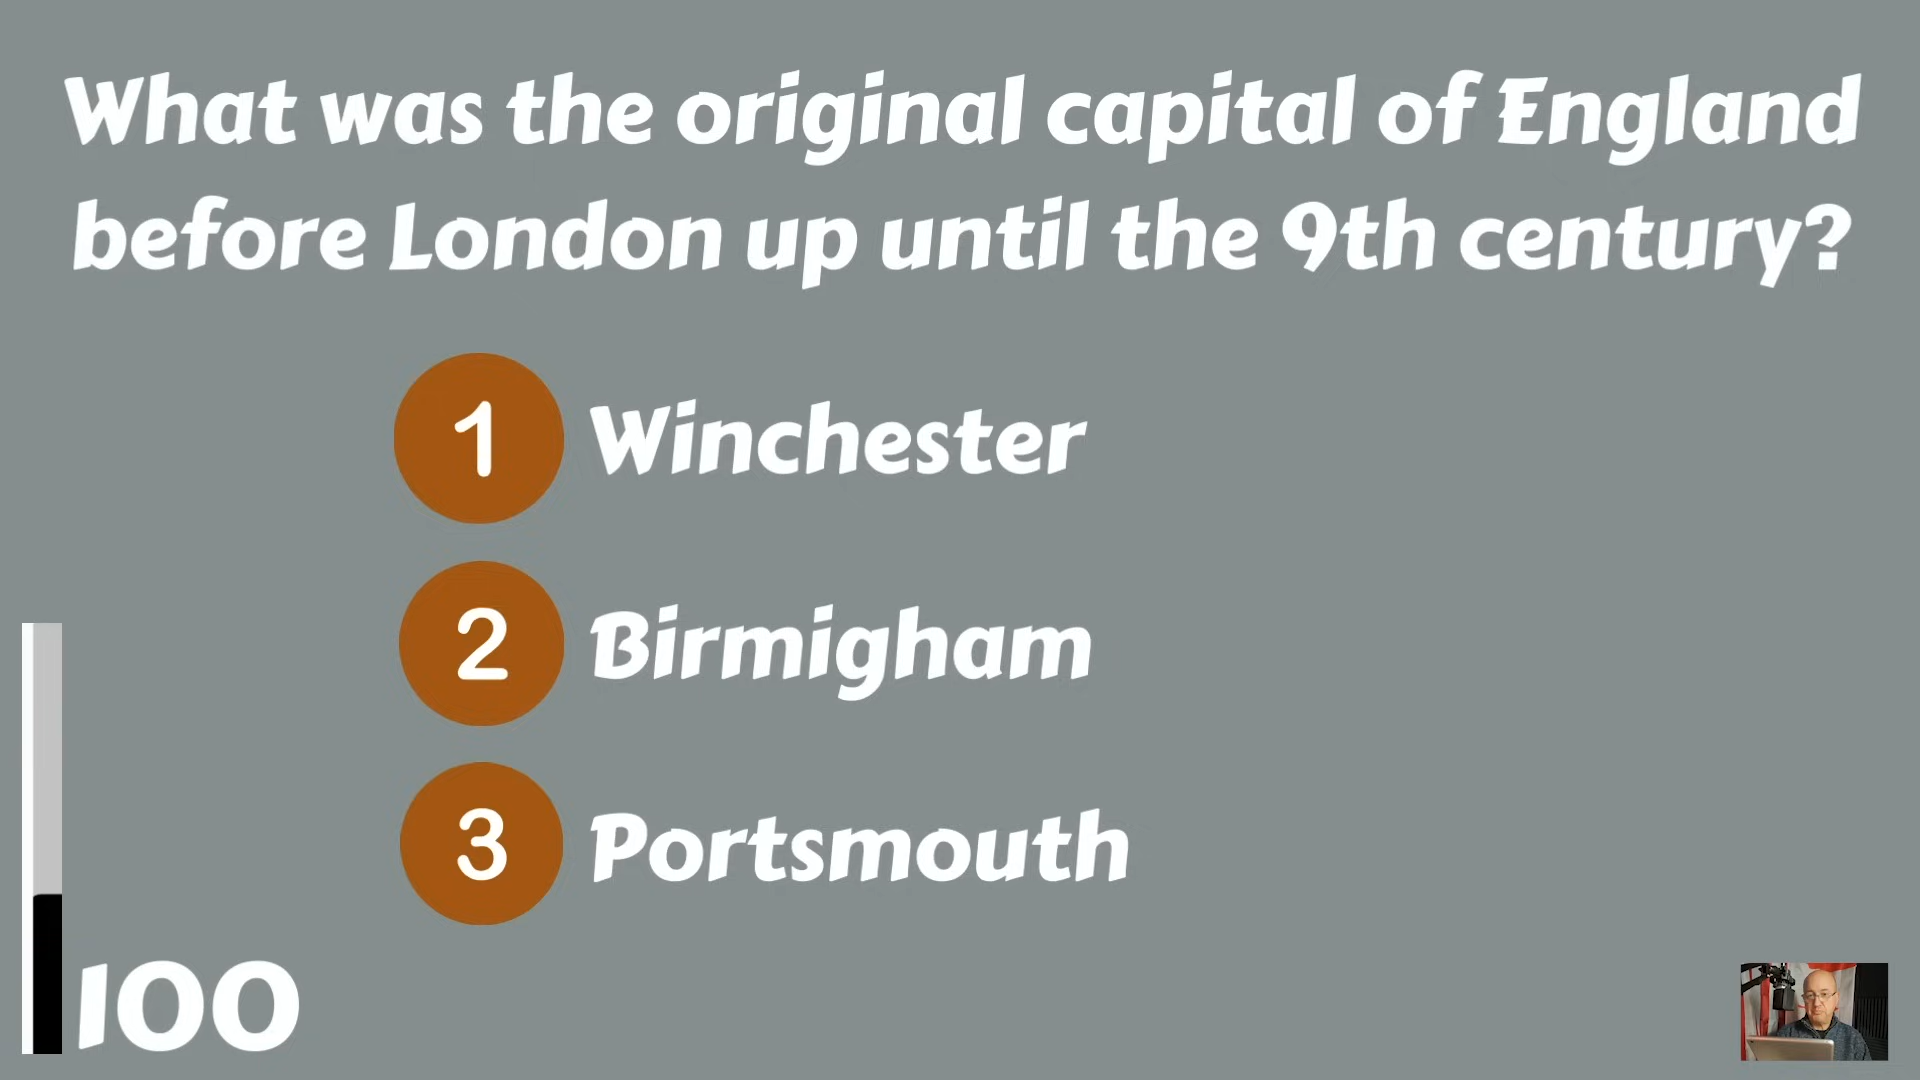 What was the original capital of England
before London up until the 9th century?
1 Winchester
2 Birmigham
3 Portsmouth
100